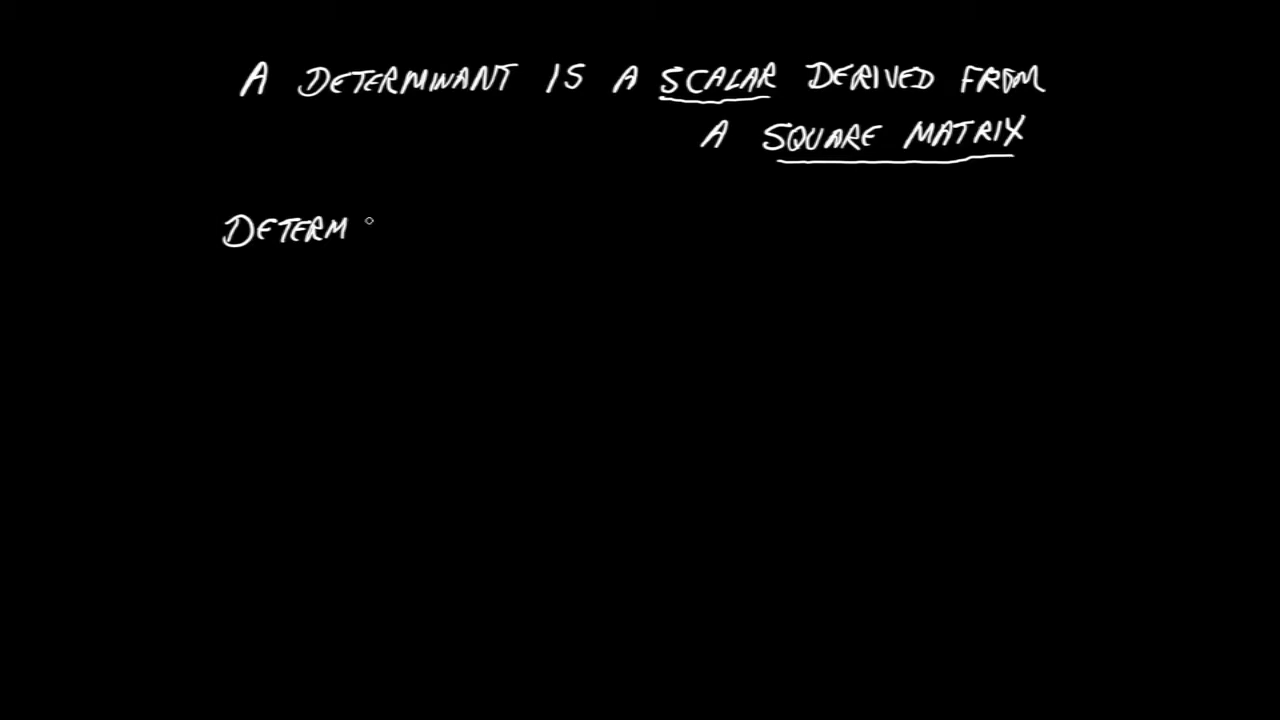 A DETERMINANT IS A SCALAR DERIVED FROM
A SQUARE MATRIX
DETERM